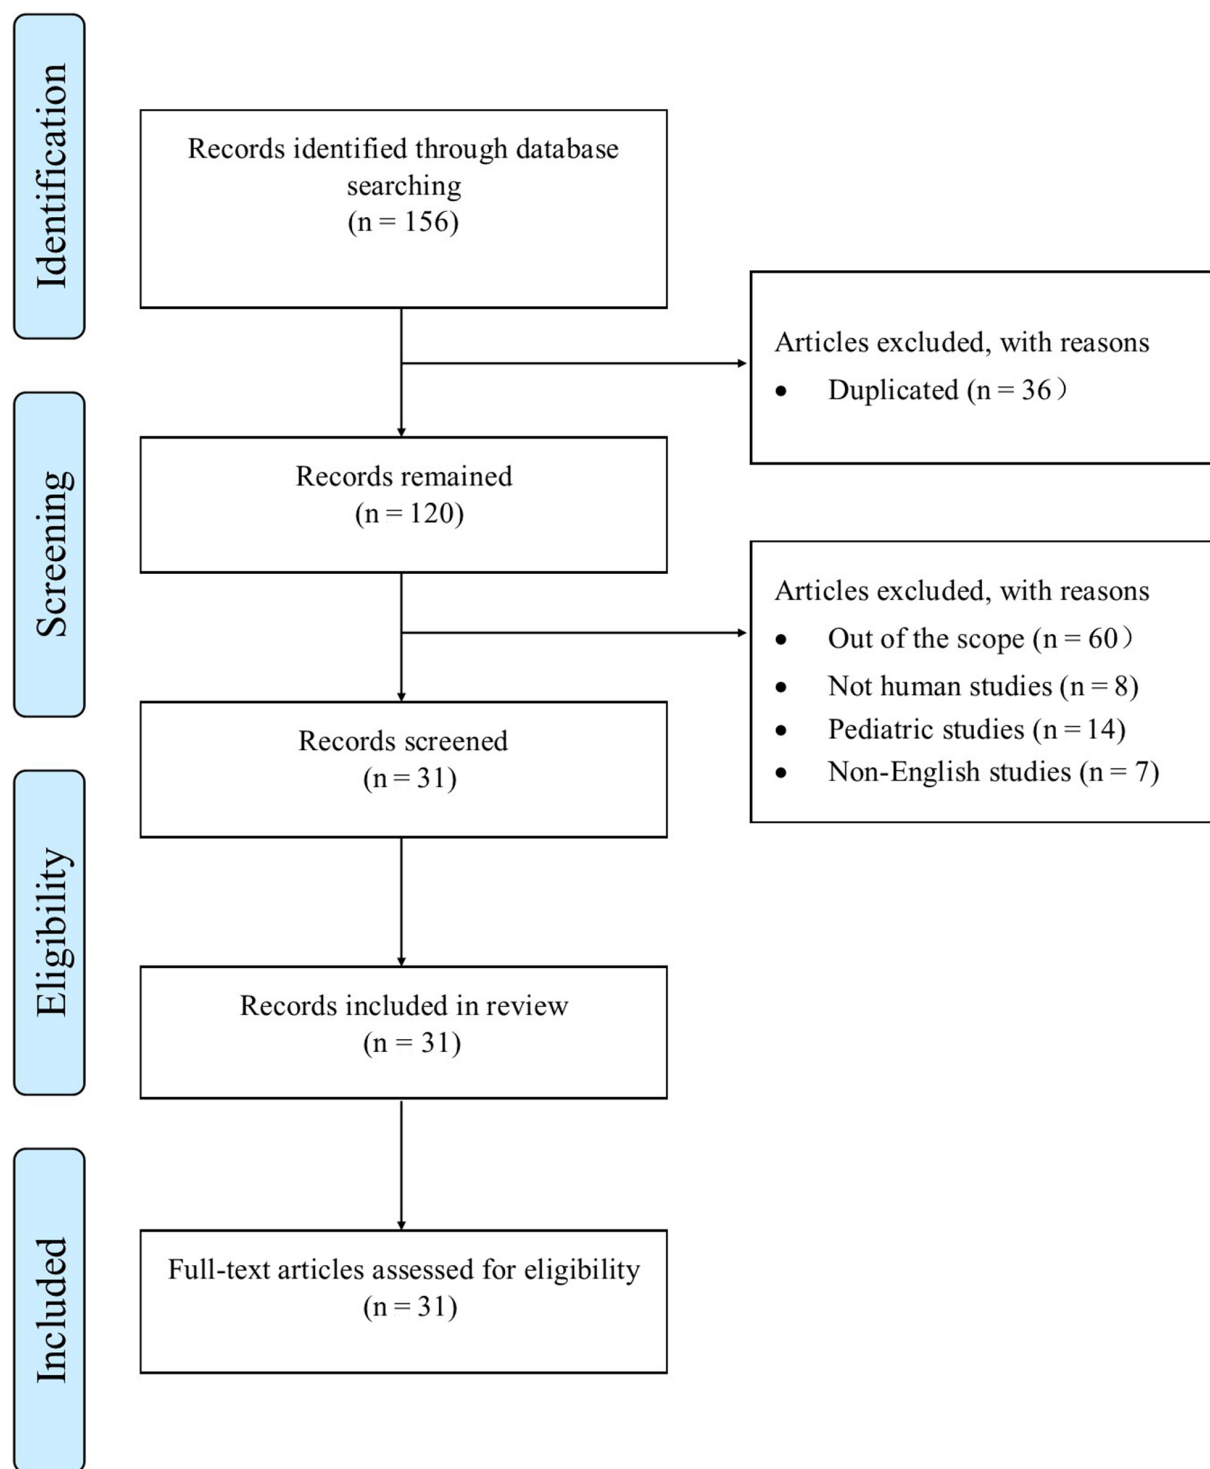 Identification
Records identified through database
searching
(n = 156)
Articles excluded, with reasons
• Duplicated (n = 36）
Screening
Records remained
(n = 120)
Articles excluded, with reasons
• Out of the scope (n = 60）
• Not human studies (n = 8)
• Pediatric studies (n = 14)
• Non-English studies (n = 7)
Records screened
(n = 31)
Eligibility
Records included in review
(n = 31)
Included
Full-text articles assessed for eligibility
(n = 31)